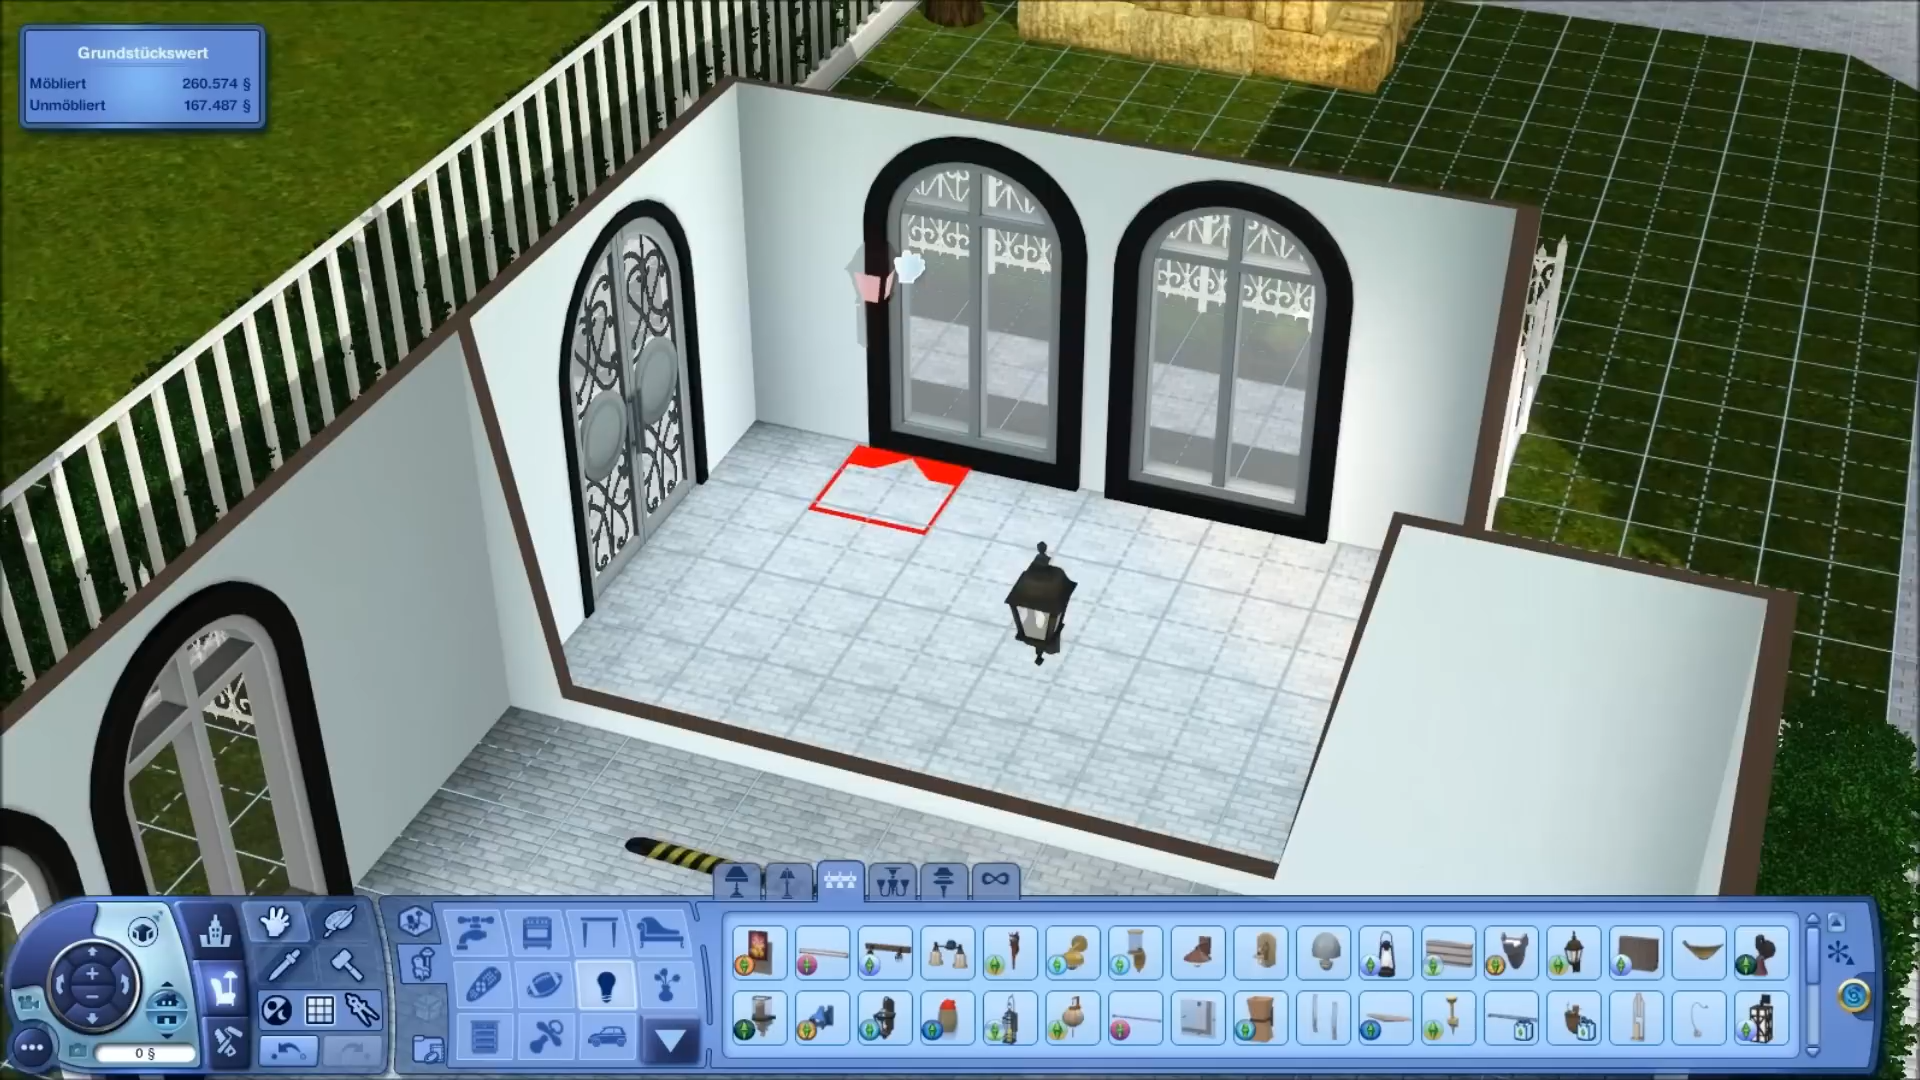 Grundstückswert
Möbliert 260.574 §
Unmöbliert 167.487 §
0 §